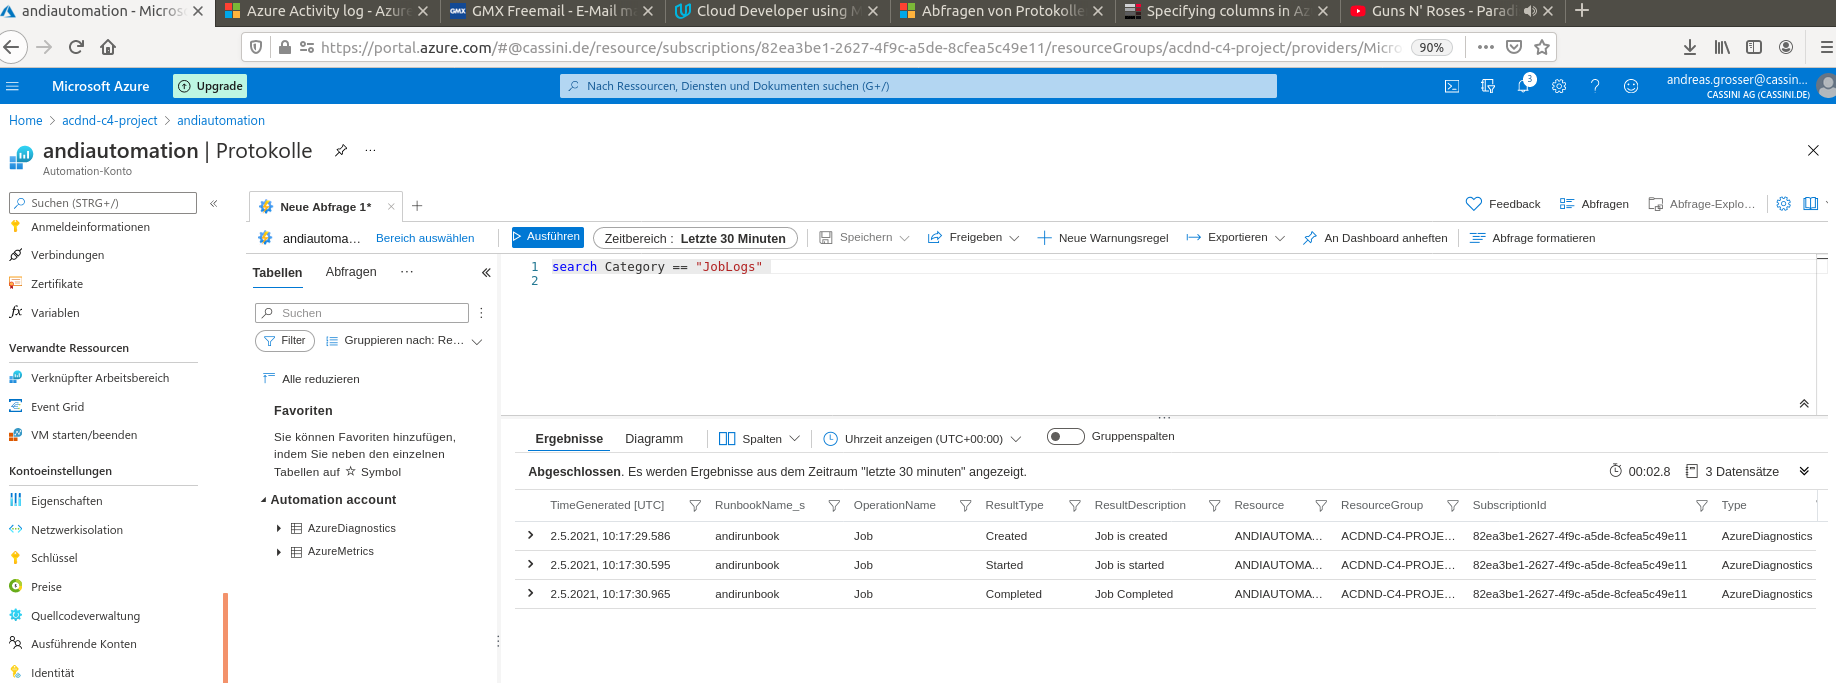 andiautomation - Micros
Azure Activity log - Azure
GMX Freemail - E-Mail m
Cloud Developer using M
Abfragen von Protokolle
Specifying columns in Az
Guns N' Roses - Paradi
https://portal.azure.com/#@cassini.de/resource/subscriptions/82ea3be1-2627-4f9c-a5de-8cfea5c49e11/resourceGroups/acdnd-c4-project/providers/Micro
90%
Microsoft Azure
Upgrade
Nach Ressourcen, Diensten und Dokumenten suchen (G+/)
3
andreas.grosser@cassin...
CASSINI AG (CASSINI.DE)
Home > acdnd-c4-project > andiautomation
andiautomation | Protokolle
Automation-Konto
Suchen (STRG+/)
Anmeldeinformationen
Verbindungen
Zertifikate
Variablen
Verwandte Ressourcen
Verknüpfter Arbeitsbereich
Event Grid
VM starten/beenden
Kontoeinstellungen
Eigenschaften
Netzwerkisolation
Schlüssel
Preise
Quellcodeverwaltung
Ausführende Konten
Identität
Neue Abfrage 1*
Feedback
Abfragen
Abfrage-Explo...
andiautoma...
Bereich auswählen
Ausführen
Zeitbereich : Letzte 30 Minuten
Speichern
Freigeben
Neue Warnungsregel
Exportieren
An Dashboard anheften
Abfrage formatieren
Tabellen
Abfragen
Suchen
Filter
Gruppieren nach: Re...
Alle reduzieren
Favoriten
Sie können Favoriten hinzufügen,
indem Sie neben den einzelnen
Tabellen auf ☆ Symbol
Automation account
AzureDiagnostics
AzureMetrics
1 search Category == "JobLogs"
2
Ergebnisse
Diagramm
Spalten
Uhrzeit anzeigen (UTC+00:00)
Gruppenspalten
Abgeschlossen. Es werden Ergebnisse aus dem Zeitraum "letzte 30 minuten" angezeigt.
00:02.8
3 Datensätze
TimeGenerated [UTC] RunbookName_s OperationName ResultType ResultDescription Resource ResourceGroup SubscriptionId Type
2.5.2021, 10:17:29.586 andirunbook Job Created Job is created ANDIAUTOMA... ACDND-C4-PROJE... 82ea3be1-2627-4f9c-a5de-8cfea5c49e11 AzureDiagnostics
2.5.2021, 10:17:30.595 andirunbook Job Started Job is started ANDIAUTOMA... ACDND-C4-PROJE... 82ea3be1-2627-4f9c-a5de-8cfea5c49e11 AzureDiagnostics
2.5.2021, 10:17:30.965 andirunbook Job Completed Job Completed ANDIAUTOMA... ACDND-C4-PROJE... 82ea3be1-2627-4f9c-a5de-8cfea5c49e11 AzureDiagnostics